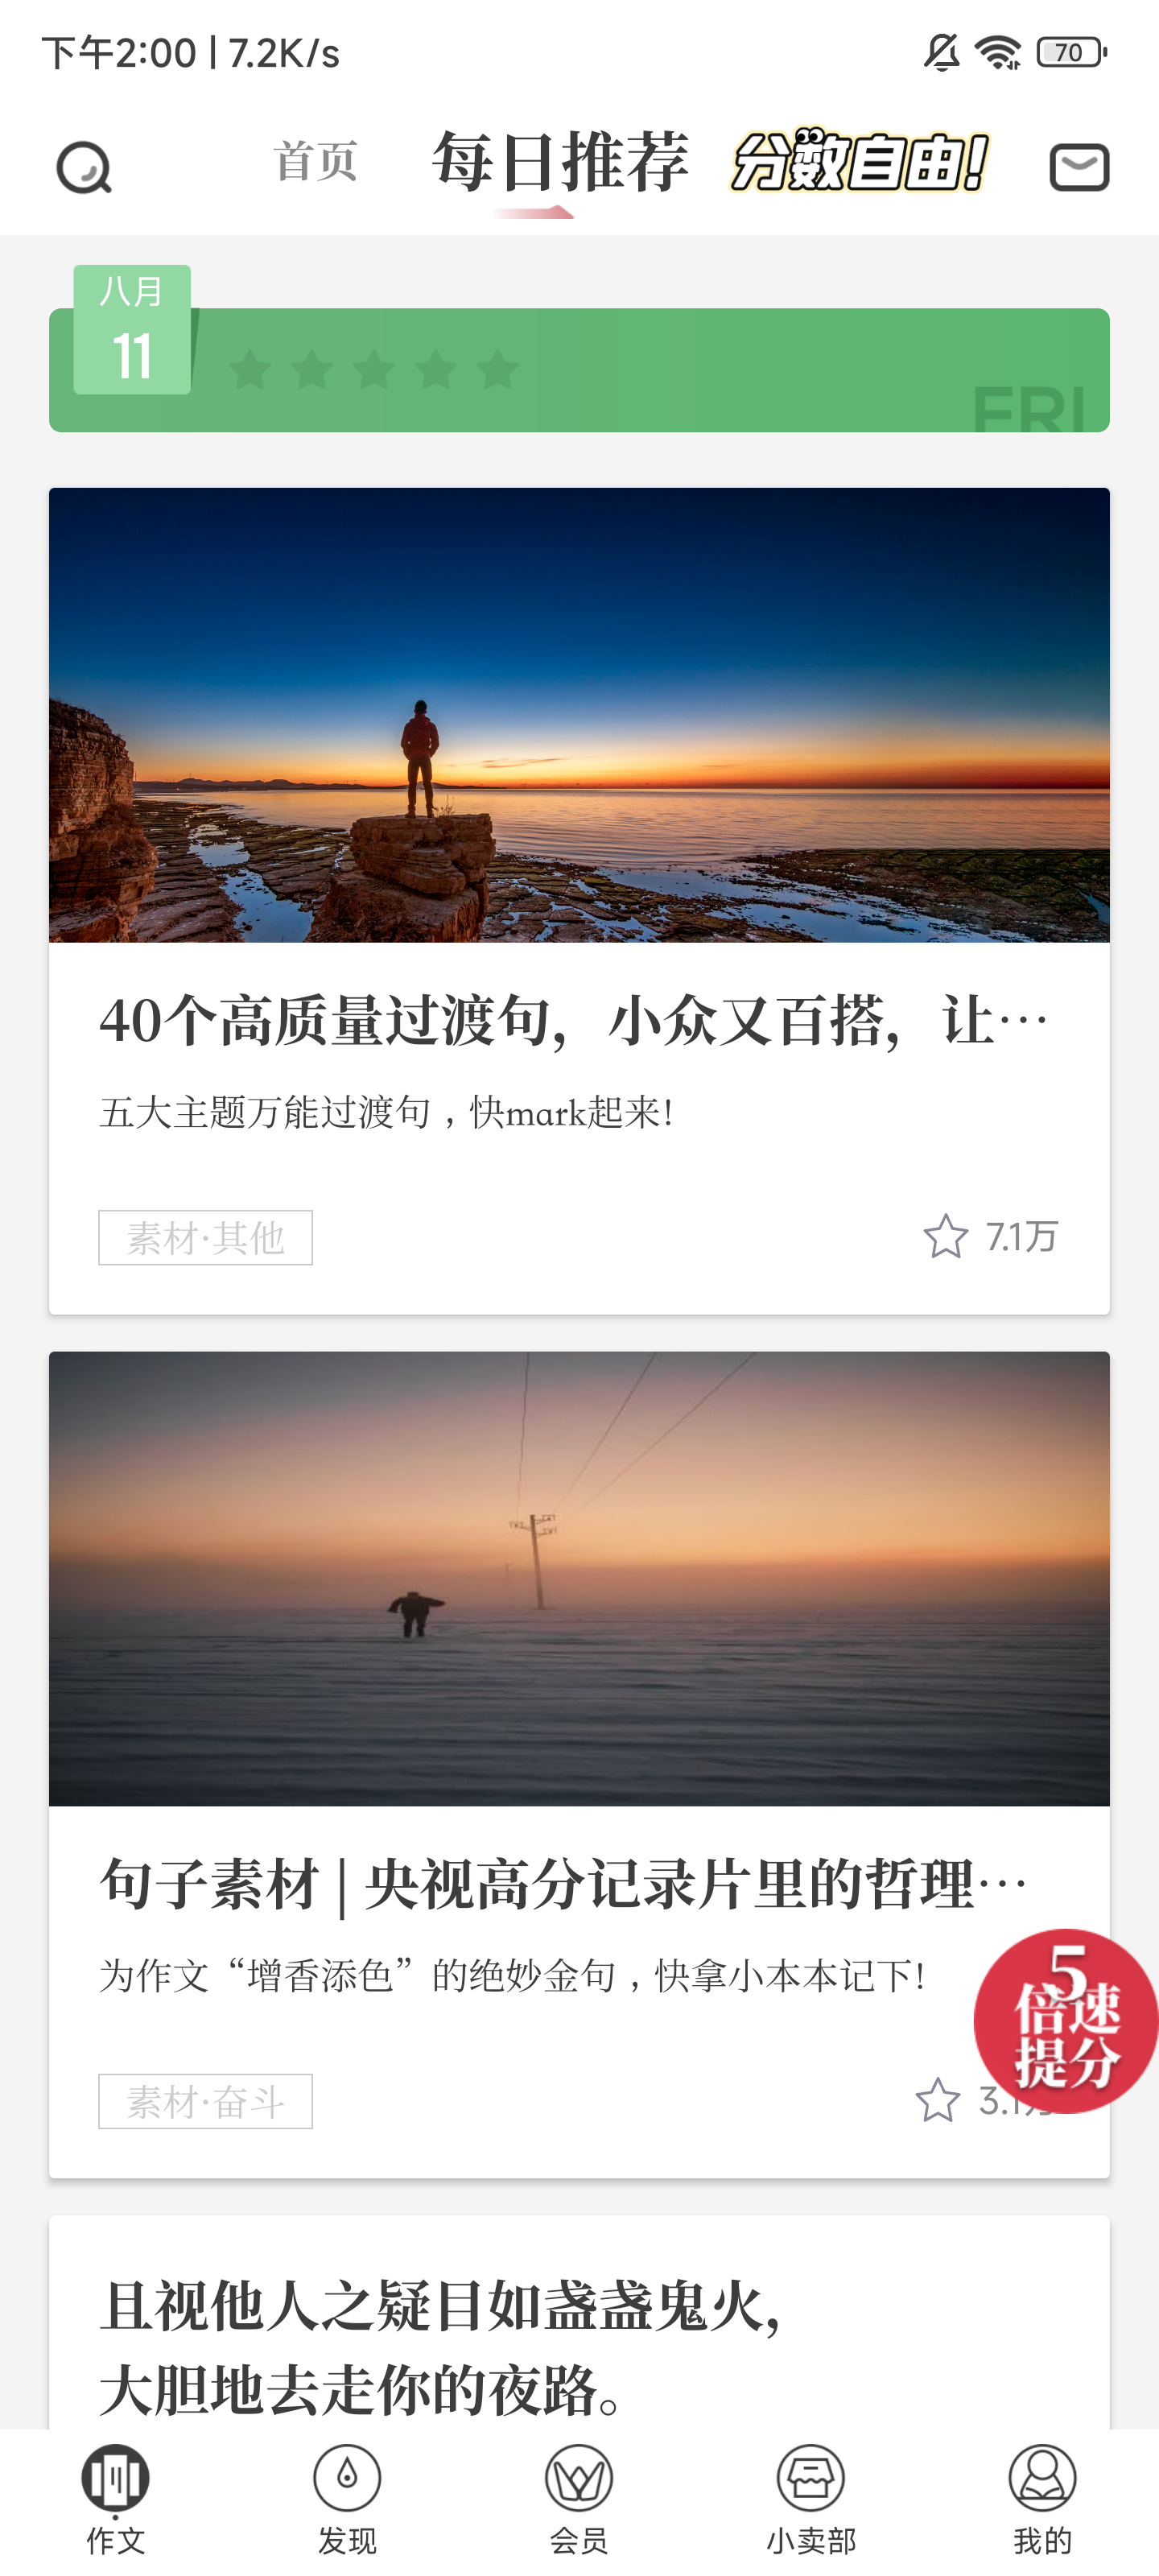 下午2:00 | 7.2K/s
70
首页
每日推荐
分数自由!
八月
11
FRI
40个高质量过渡句，小众又百搭，让…
五大主题万能过渡句，快mark起来!
素材·其他
7.1万
句子素材 | 央视高分记录片里的哲理…
为作文“增香添色”的绝妙金句，快拿小本本记下!
5
倍速
提分
素材·奋斗
3.1万
且视他人之疑目如盏盏鬼火，
大胆地去走你的夜路。
作文
发现
会员
小卖部
我的